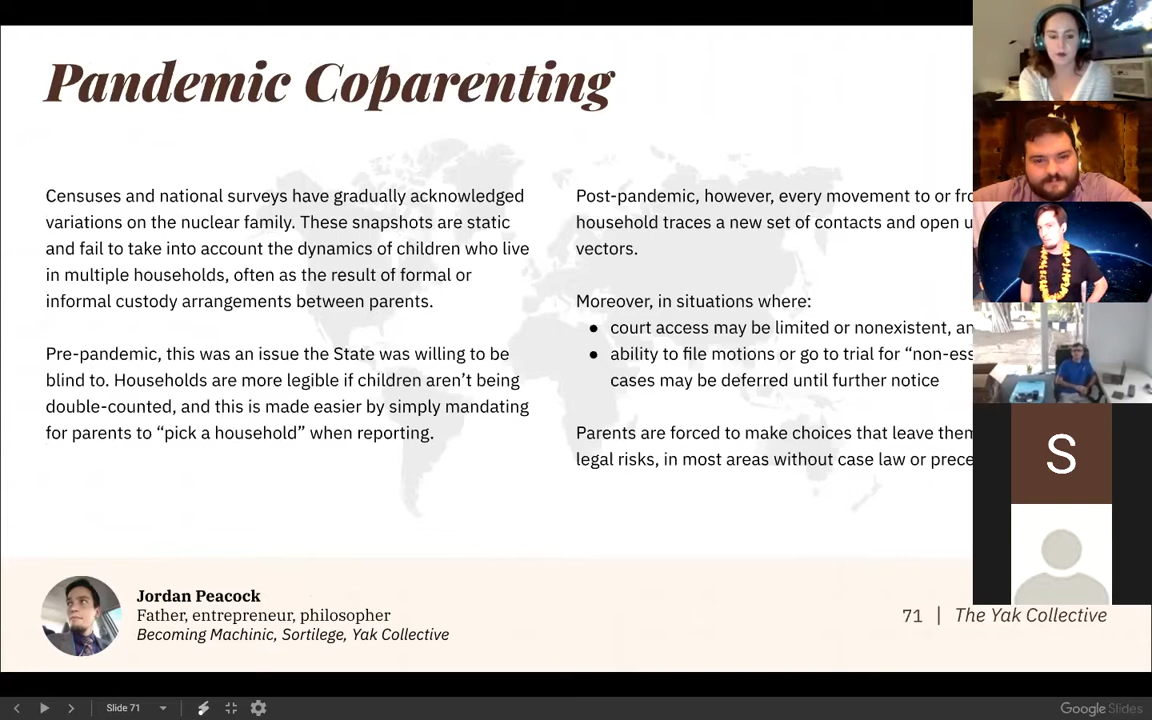 Pandemic Coparenting
Censuses and national surveys have gradually acknowledged
variations on the nuclear family. These snapshots are static
and fail to take into account the dynamics of children who live
in multiple households, often as the result of formal or
informal custody arrangements between parents.
Pre-pandemic, this was an issue the State was willing to be
blind to. Households are more legible if children aren’t being
double-counted, and this is made easier by simply mandating
for parents to “pick a household” when reporting.
Post-pandemic, however, every movement to or
household traces a new set of contacts and open
vectors.
Moreover, in situations where:
● court access may be limited or nonexistent,
● ability to file motions or go to trial for
cases may be deferred until further notice
Parents are forced to make choices that leave
legal risks, in most areas without case law or
S
Jordan Peacock
Father, entrepreneur, philosopher
Becoming Machinic, Sortilege, Yak Collective
71 | The Yak Collective
Slide 71
Google Slides